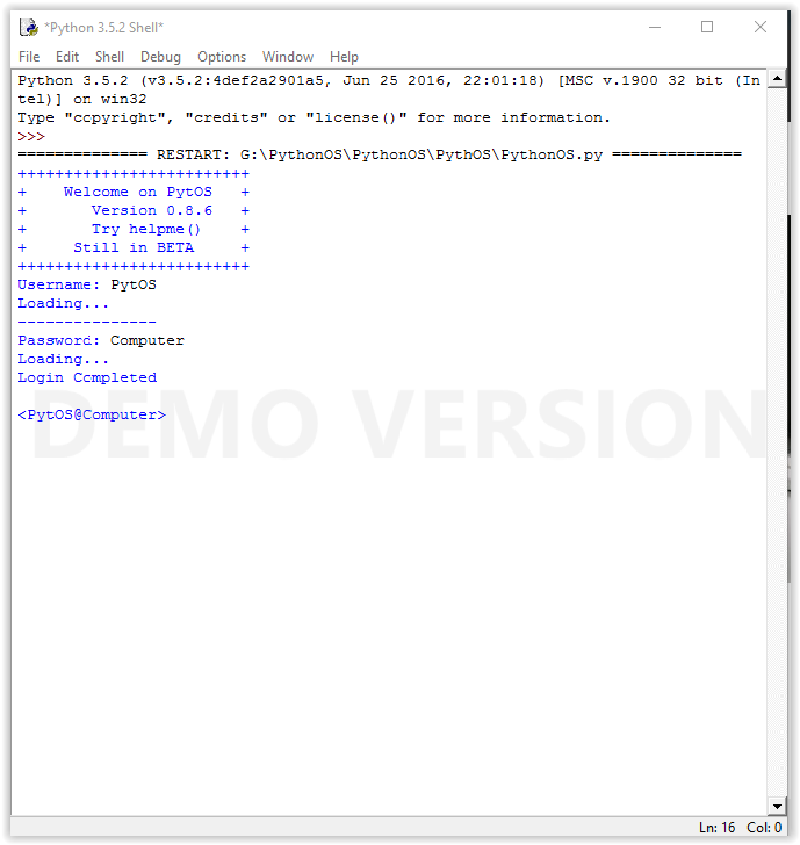 *Python 3.5.2 Shell*
File Edit Shell Debug Options Window Help
Python 3.5.2 (v3.5.2:4def2a2901a5, Jun 25 2016, 22:01:18) [MSC v.1900 32 bit (In
tel)] on win32
Type "copyright", "credits" or "license()" for more information.
>>>
============== RESTART: G:\PythonOS\PythonOS\PythOS\PythonOS.py ==============
+++++++++++++++++++++++++
+    Welcome on PytOS   +
+       Version 0.8.6   +
+       Try helpme()    +
+     Still in BETA     +
+++++++++++++++++++++++++
Username: PytOS
Loading...
---------------
Password: Computer
Loading...
Login Completed
<PytOS@Computer>
DEMO VERSION
Ln: 16 Col: 0